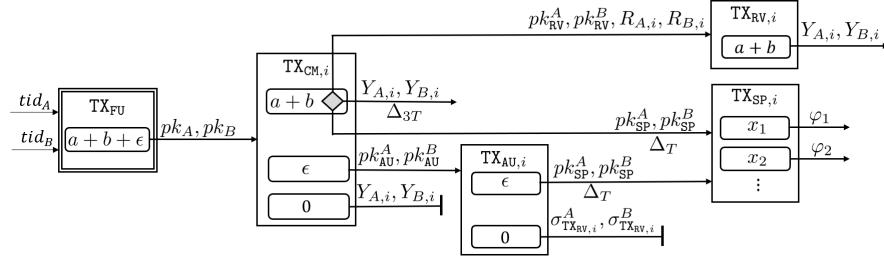 pk^A_RV, pk^B_RV, R_{A,i}, R_{B,i}
TX_{RV,i}
a + b
Y_{A,i}, Y_{B,i}
TX_{CM,i}
a + b
Y_{A,i}, Y_{B,i}
Δ_{3T}
tid_A
tid_B
TX_FU
a + b + ϵ
pk_A, pk_B
pk^A_SP, pk^B_SP
Δ_T
TX_{SP,i}
x_1
φ_1
x_2
φ_2
⋮
ϵ
pk^A_AU, pk^B_AU
TX_{AU,i}
ϵ
pk^A_SP, pk^B_SP
Δ_T
0
Y_{A,i}, Y_{B,i}
0
σ^A_{TX_{RV,i}}, σ^B_{TX_{RV,i}}